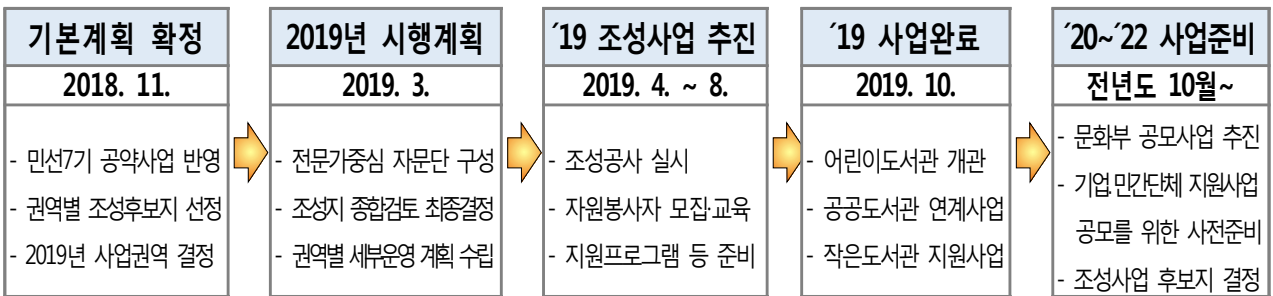 기본계획 확정
2018. 11.
- 민선7기 공약사업 반영
- 권역별 조성후보지 선정
- 2019년 사업권역 결정
2019년 시행계획
2019. 3.
- 전문가중심 자문단 구성
- 조성지 종합검토 최종결정
- 권역별 세부운영 계획 수립
´19 조성사업 추진
2019. 4. ~ 8.
- 조성공사 실시
- 자원봉사자 모집·교육
- 지원프로그램 등 준비
´19 사업완료
2019. 10.
- 어린이도서관 개관
- 공공도서관 연계사업
- 작은도서관 지원사업
´20~´22 사업준비
전년도 10월~
- 문화부 공모사업 추진
- 기업.민간단체 지원사업
공모를 위한 사전준비
- 조성사업 후보지 결정